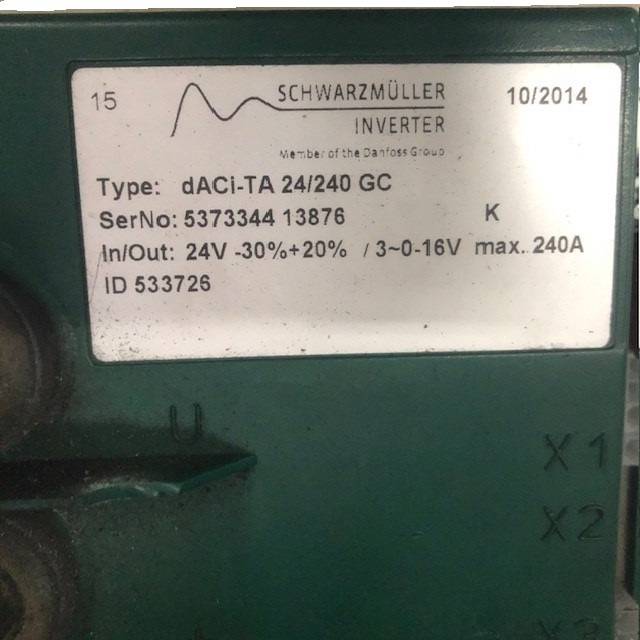 15
SCHWARZMÜLLER
10/2014
INVERTER
Member of the Danfoss Group
Type: dACi-TA 24/240 GC
SerNo: 5373344 13876 K
In/Out: 24V -30%+20% / 3~0-16V max. 240A
ID 533726
U
X1
X2
X3